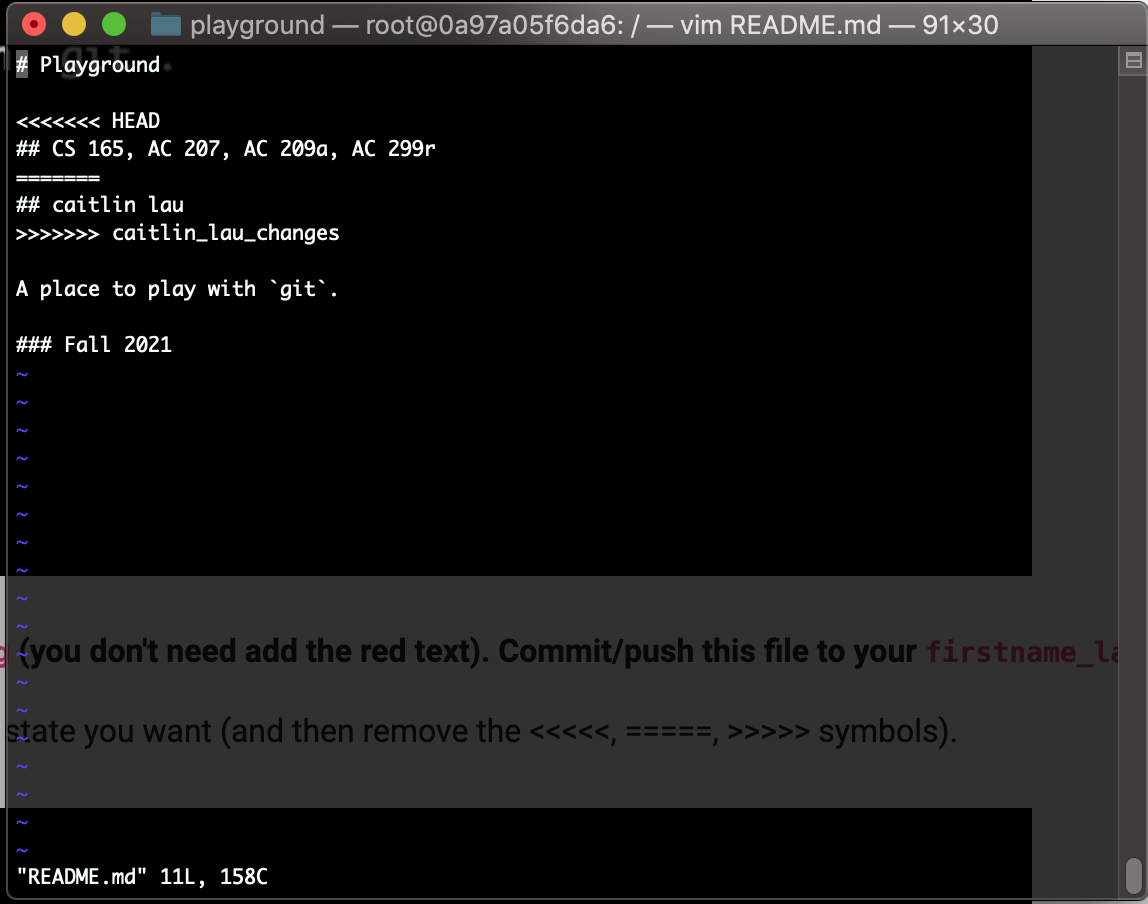 playground — root@0a97a05f6da6: / — vim README.md — 91×30
# Playground
<<<<<<< HEAD
## CS 165, AC 207, AC 209a, AC 299r
=======
## caitlin lau
>>>>>>> caitlin_lau_changes
A place to play with `git`.
### Fall 2021
~
~
~
~
~
~
~
~
~
~
(you don't need add the red text). Commit/push this file to your firstname_la
~
~
~
state you want (and then remove the <<<<<, =====, >>>>> symbols).
~
~
~
~
~
"README.md" 11L, 158C